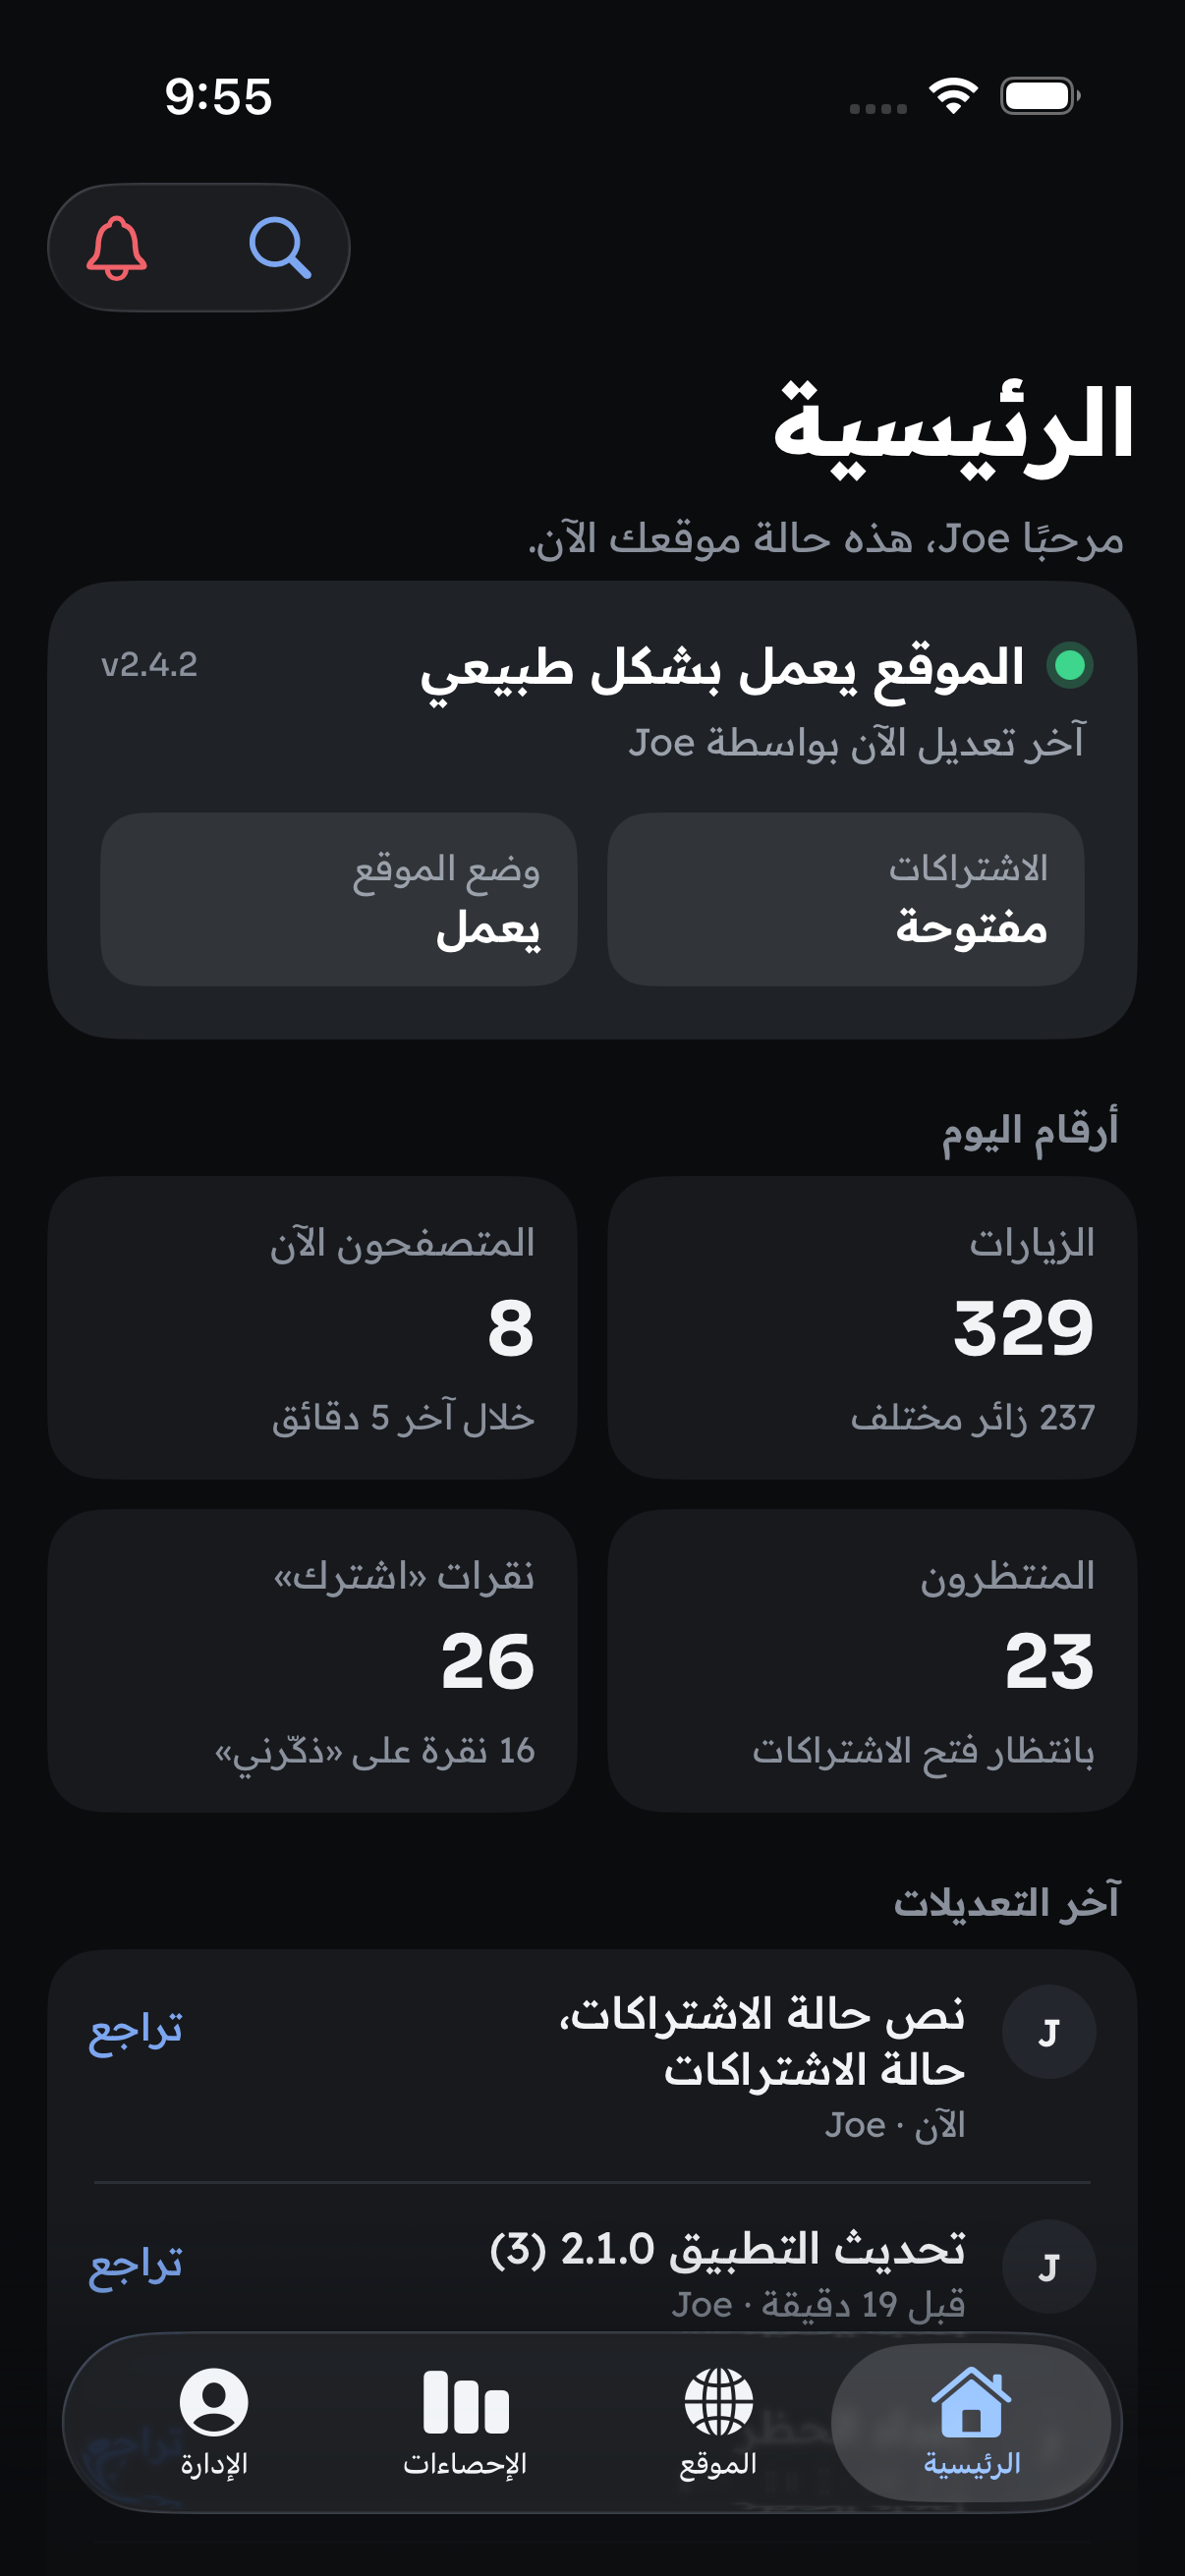 9:55
الرئيسية
مرحبًا Joe، هذه حالة موقعك الآن.
الموقع يعمل بشكل طبيعي
v2.4.2
آخر تعديل الآن بواسطة Joe
الاشتراكات
مفتوحة
وضع الموقع
يعمل
أرقام اليوم
الزيارات
329
237 زائر مختلف
المتصفحون الآن
8
خلال آخر 5 دقائق
المنتظرون
23
بانتظار فتح الاشتراكات
نقرات «اشترك»
26
16 نقرة على «ذكّرني»
آخر التعديلات
J
نص حالة الاشتراكات،
حالة الاشتراكات
الآن · Joe
تراجع
J
تحديث التطبيق 2.1.0 (3)
قبل 19 دقيقة · Joe
تراجع
تراجع
الرئيسية
الموقع
الإحصاءات
الإدارة